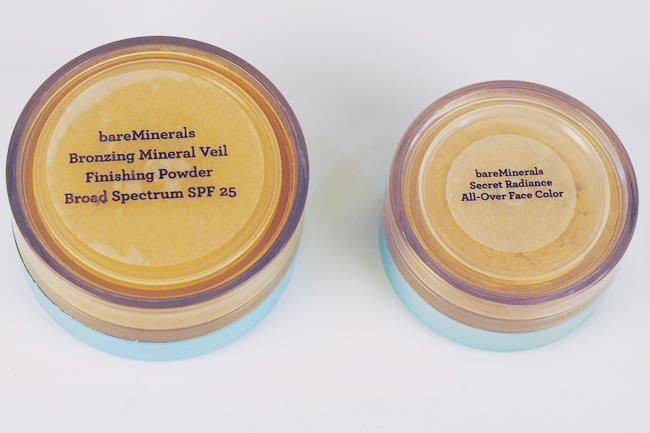 bareMinerals
Bronzing Mineral Veil
Finishing Powder
Broad Spectrum SPF 25
bareMinerals
Secret Radiance
All-Over Face Color